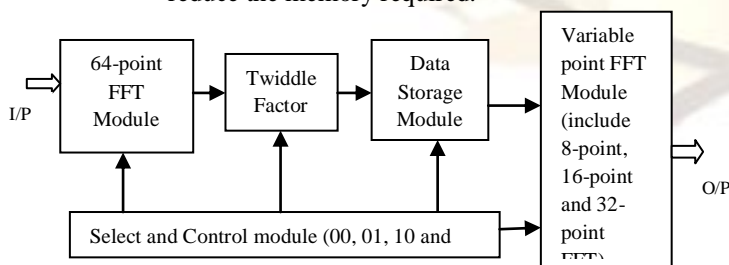 reduce the memory required.
I/P
64-point
FFT
Module
Twiddle
Factor
Data
Storage
Module
Variable
point FFT
Module
(include
8-point,
16-point
and 32-
point
FFT)
O/P
Select and Control module (00, 01, 10 and